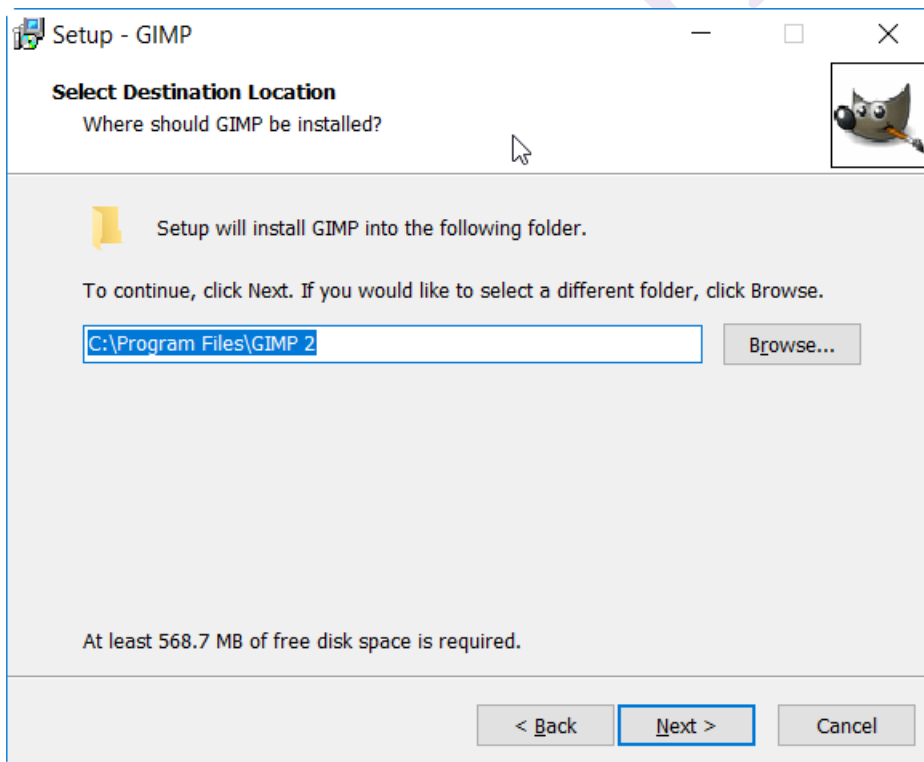 Setup - GIMP
Select Destination Location
Where should GIMP be installed?
Setup will install GIMP into the following folder.
To continue, click Next. If you would like to select a different folder, click Browse.
C:\Program Files\GIMP 2
Browse...
At least 568.7 MB of free disk space is required.
< Back Next > Cancel